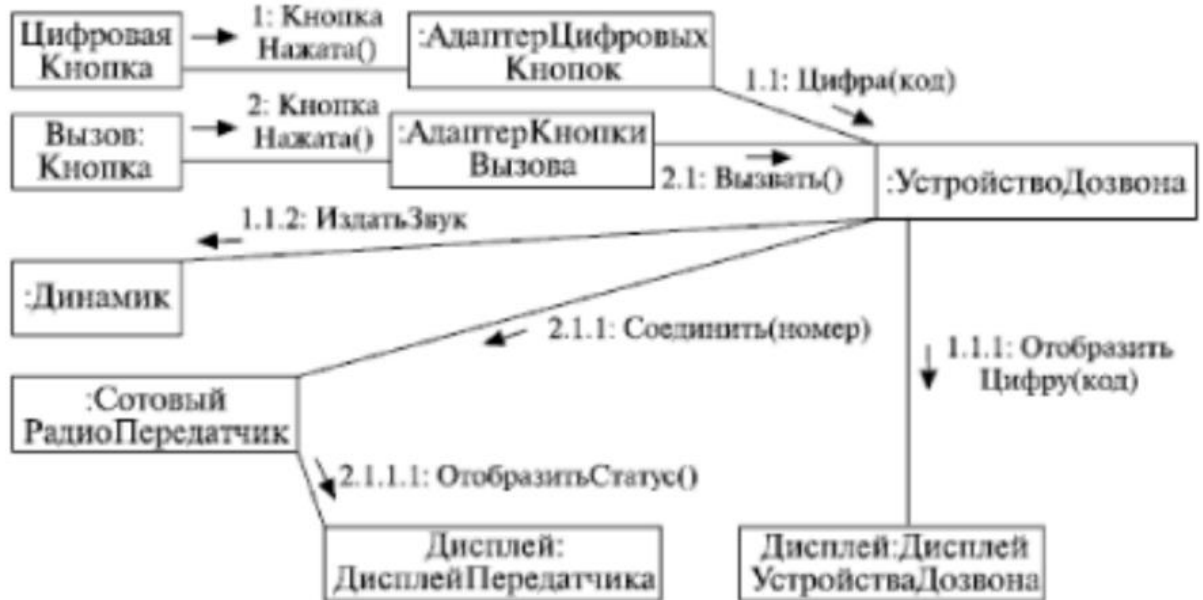 1: Кнопка
Нажата()
Цифровая
Кнопка
:АдаптерЦифровых
Кнопок
1.1: Цифра(код)
2: Кнопка
Нажата()
Вызов:
Кнопка
:АдаптерКнопки
Вызова
2.1: Вызвать()
:УстройствоДозвона
1.1.2: ИздатьЗвук
:Динамик
2.1.1: Соединить(номер)
1.1.1: Отобразить
Цифру(код)
:Сотовый
РадиоПередатчик
2.1.1.1: ОтобразитьСтатус()
Дисплей:
ДисплейПередатчика
Дисплей:Дисплей
УстройстваДозвона